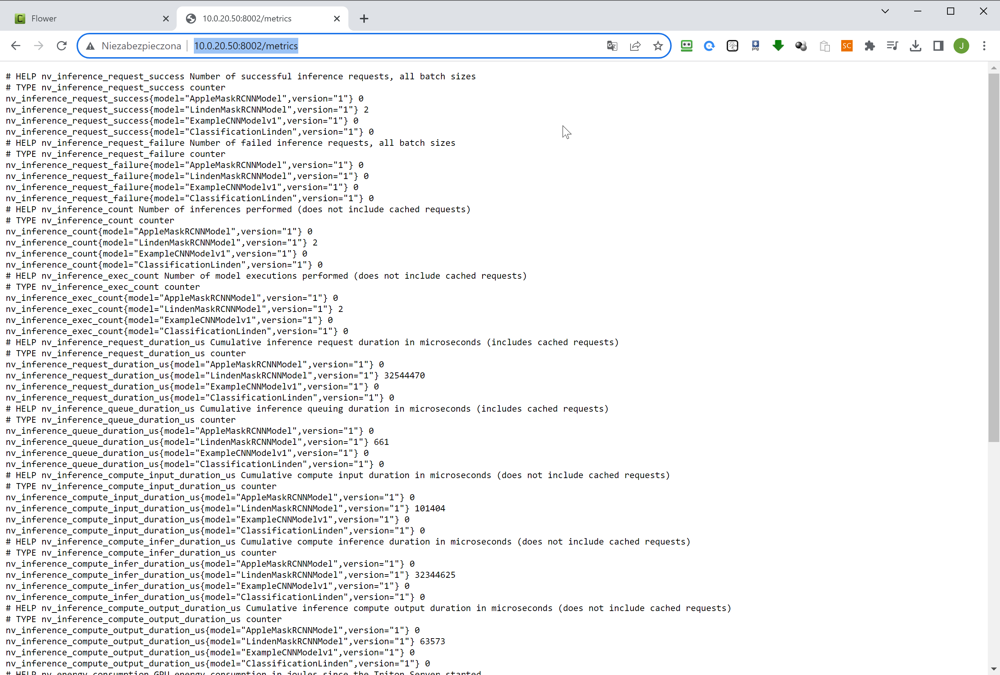 Flower
10.0.20.50:8002/metrics
Niezabezpieczona 10.0.20.50:8002/metrics
png
SC
J
# HELP nv_inference_request_success Number of successful inference requests, all batch sizes
# TYPE nv_inference_request_success counter
nv_inference_request_success{model="AppleMaskRCNNModel",version="1"} 0
nv_inference_request_success{model="LindenMaskRCNNModel",version="1"} 2
nv_inference_request_success{model="ExampleCNNModelv1",version="1"} 0
nv_inference_request_success{model="ClassificationLinden",version="1"} 0
# HELP nv_inference_request_failure Number of failed inference requests, all batch sizes
# TYPE nv_inference_request_failure counter
nv_inference_request_failure{model="AppleMaskRCNNModel",version="1"} 0
nv_inference_request_failure{model="LindenMaskRCNNModel",version="1"} 0
nv_inference_request_failure{model="ExampleCNNModelv1",version="1"} 0
nv_inference_request_failure{model="ClassificationLinden",version="1"} 0
# HELP nv_inference_count Number of inferences performed (does not include cached requests)
# TYPE nv_inference_count counter
nv_inference_count{model="AppleMaskRCNNModel",version="1"} 0
nv_inference_count{model="LindenMaskRCNNModel",version="1"} 2
nv_inference_count{model="ExampleCNNModelv1",version="1"} 0
nv_inference_count{model="ClassificationLinden",version="1"} 0
# HELP nv_inference_exec_count Number of model executions performed (does not include cached requests)
# TYPE nv_inference_exec_count counter
nv_inference_exec_count{model="AppleMaskRCNNModel",version="1"} 0
nv_inference_exec_count{model="LindenMaskRCNNModel",version="1"} 2
nv_inference_exec_count{model="ExampleCNNModelv1",version="1"} 0
nv_inference_exec_count{model="ClassificationLinden",version="1"} 0
# HELP nv_inference_request_duration_us Cumulative inference request duration in microseconds (includes cached requests)
# TYPE nv_inference_request_duration_us counter
nv_inference_request_duration_us{model="AppleMaskRCNNModel",version="1"} 0
nv_inference_request_duration_us{model="LindenMaskRCNNModel",version="1"} 32544470
nv_inference_request_duration_us{model="ExampleCNNModelv1",version="1"} 0
nv_inference_request_duration_us{model="ClassificationLinden",version="1"} 0
# HELP nv_inference_queue_duration_us Cumulative inference queuing duration in microseconds (includes cached requests)
# TYPE nv_inference_queue_duration_us counter
nv_inference_queue_duration_us{model="AppleMaskRCNNModel",version="1"} 0
nv_inference_queue_duration_us{model="LindenMaskRCNNModel",version="1"} 661
nv_inference_queue_duration_us{model="ExampleCNNModelv1",version="1"} 0
nv_inference_queue_duration_us{model="ClassificationLinden",version="1"} 0
# HELP nv_inference_compute_input_duration_us Cumulative compute input duration in microseconds (does not include cached requests)
# TYPE nv_inference_compute_input_duration_us counter
nv_inference_compute_input_duration_us{model="AppleMaskRCNNModel",version="1"} 0
nv_inference_compute_input_duration_us{model="LindenMaskRCNNModel",version="1"} 101404
nv_inference_compute_input_duration_us{model="ExampleCNNModelv1",version="1"} 0
nv_inference_compute_input_duration_us{model="ClassificationLinden",version="1"} 0
# HELP nv_inference_compute_infer_duration_us Cumulative compute inference duration in microseconds (does not include cached requests)
# TYPE nv_inference_compute_infer_duration_us counter
nv_inference_compute_infer_duration_us{model="AppleMaskRCNNModel",version="1"} 0
nv_inference_compute_infer_duration_us{model="LindenMaskRCNNModel",version="1"} 32344625
nv_inference_compute_infer_duration_us{model="ExampleCNNModelv1",version="1"} 0
nv_inference_compute_infer_duration_us{model="ClassificationLinden",version="1"} 0
# HELP nv_inference_compute_output_duration_us Cumulative inference compute output duration in microseconds (does not include cached requests)
# TYPE nv_inference_compute_output_duration_us counter
nv_inference_compute_output_duration_us{model="AppleMaskRCNNModel",version="1"} 0
nv_inference_compute_output_duration_us{model="LindenMaskRCNNModel",version="1"} 63573
nv_inference_compute_output_duration_us{model="ExampleCNNModelv1",version="1"} 0
nv_inference_compute_output_duration_us{model="ClassificationLinden",version="1"} 0
# HELP nv_energy_consumption GPU energy consumption in joules since the Triton Server started